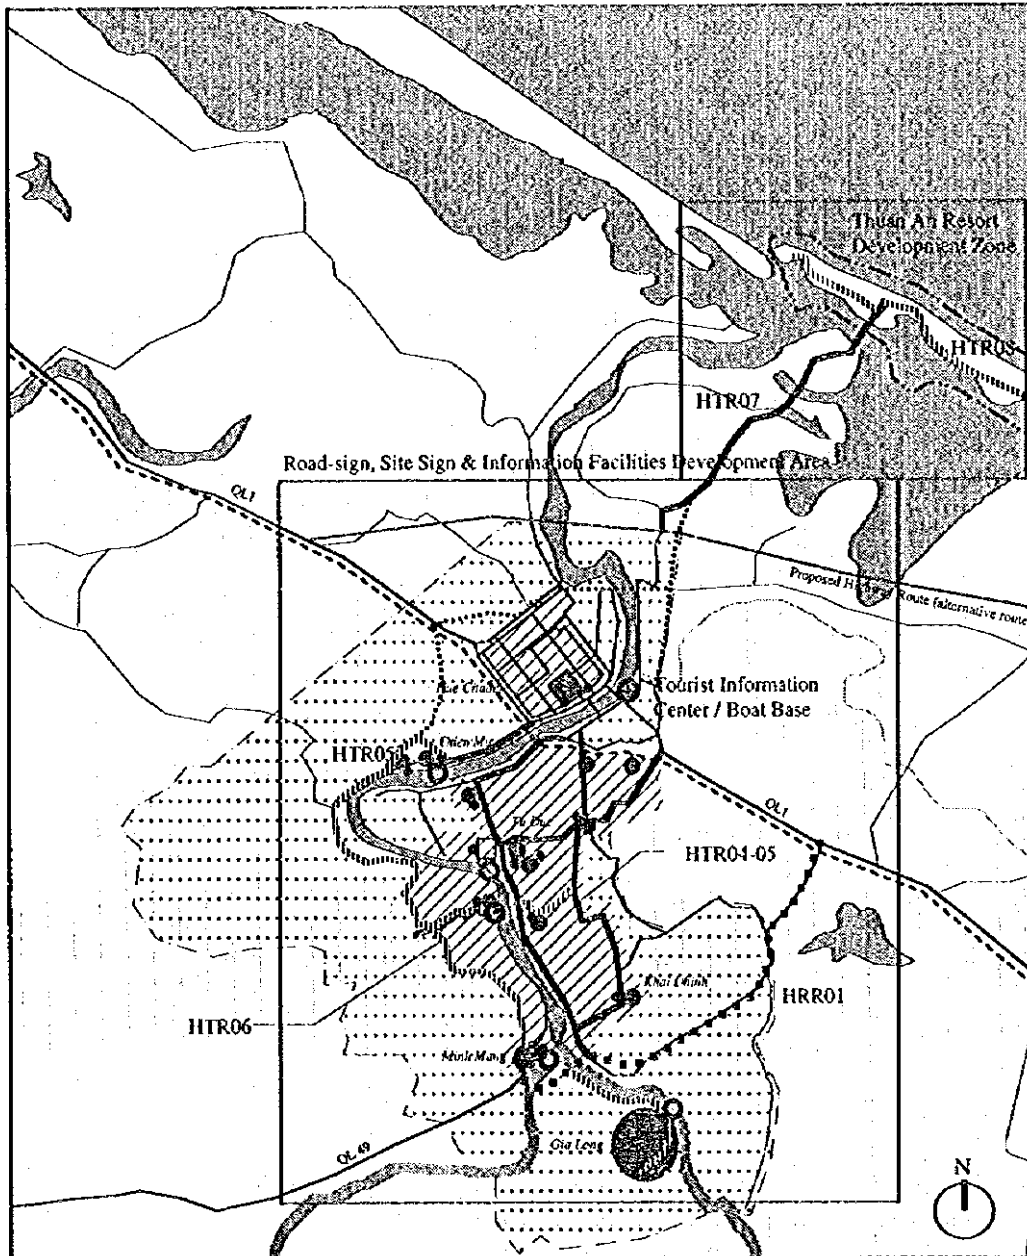 Thuan An Resort
Development Zone
HTR07
Road-sign, Site Sign & Information Facilities Development Area
QL1
Proposed
Route (alternative route
Tourist Information
Center / Boat Base
HTR05
QL1
HTR04-05
Khai Dinh
HRR01
HTR06
Minh Mang
QL 49
Gia Long
N